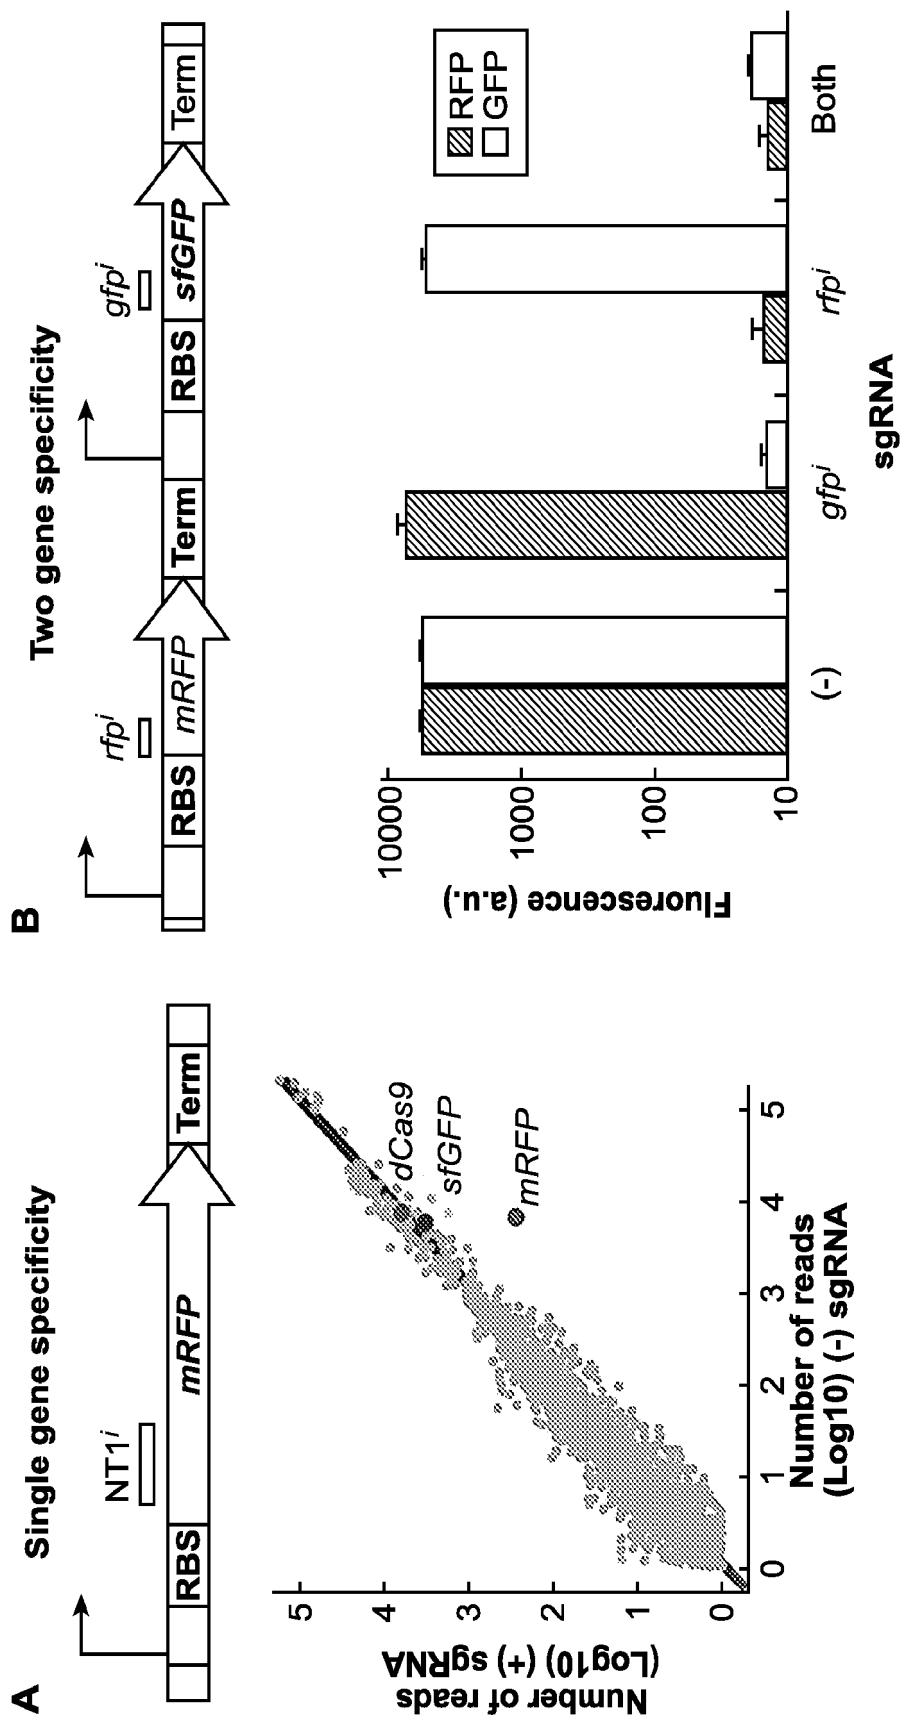 A
Single gene specificity
NT1i
RBS
mRFP
Term
Number of reads
(Log10) (+) sgRNA
5
4
3
2
1
0
dCas9
sfGFP
mRFP
0
1
2
3
4
5
Number of reads
(Log10) (-) sgRNA
B
Two gene specificity
rfpi
gfpi
RBS
mRFP
Term
RBS
sfGFP
Term
Fluorescence (a.u.)
10000
1000
100
10
RFP
GFP
(-)
gfpi
rfpi
Both
sgRNA